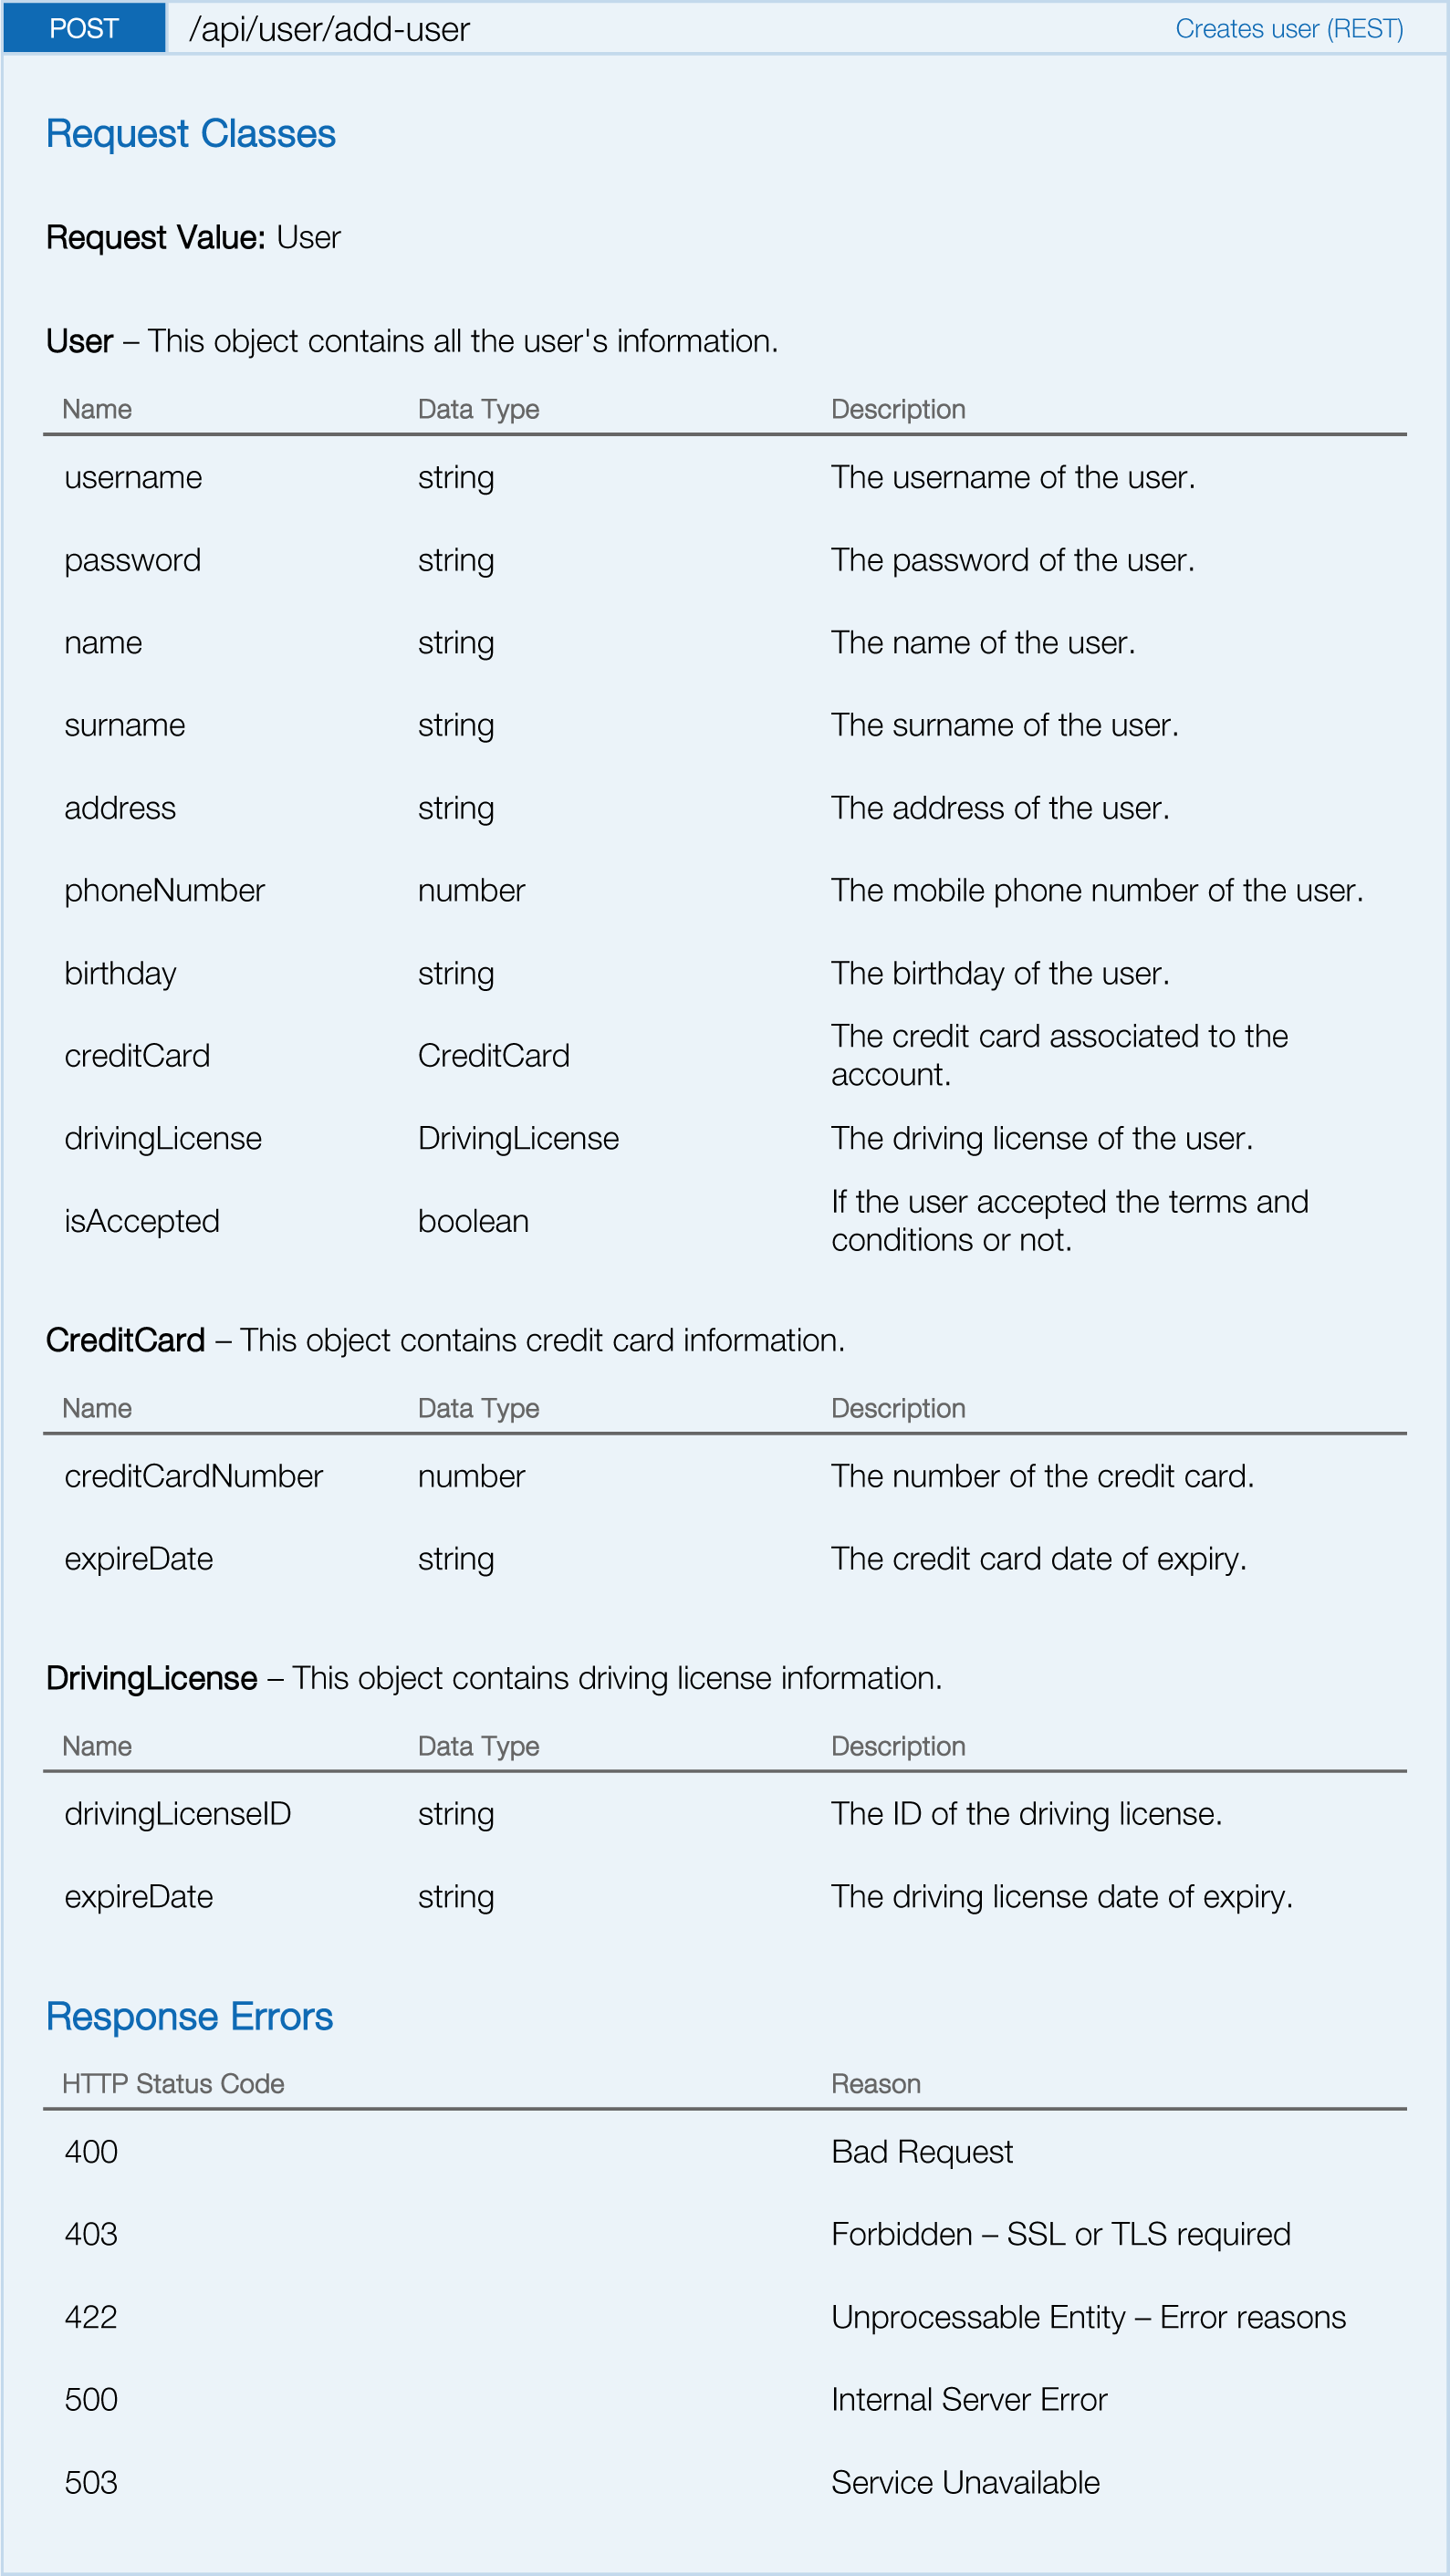 POST /api/user/add-user Creates user (REST)
Request Classes
Request Value: User
User – This object contains all the user's information.
Name Data Type Description
username string The username of the user.
password string The password of the user.
name string The name of the user.
surname string The surname of the user.
address string The address of the user.
phoneNumber number The mobile phone number of the user.
birthday string The birthday of the user.
creditCard CreditCard The credit card associated to the
account.
drivingLicense DrivingLicense The driving license of the user.
isAccepted boolean If the user accepted the terms and
conditions or not.
CreditCard – This object contains credit card information.
Name Data Type Description
creditCardNumber number The number of the credit card.
expireDate string The credit card date of expiry.
DrivingLicense – This object contains driving license information.
Name Data Type Description
drivingLicenseID string The ID of the driving license.
expireDate string The driving license date of expiry.
Response Errors
HTTP Status Code Reason
400 Bad Request
403 Forbidden – SSL or TLS required
422 Unprocessable Entity – Error reasons
500 Internal Server Error
503 Service Unavailable